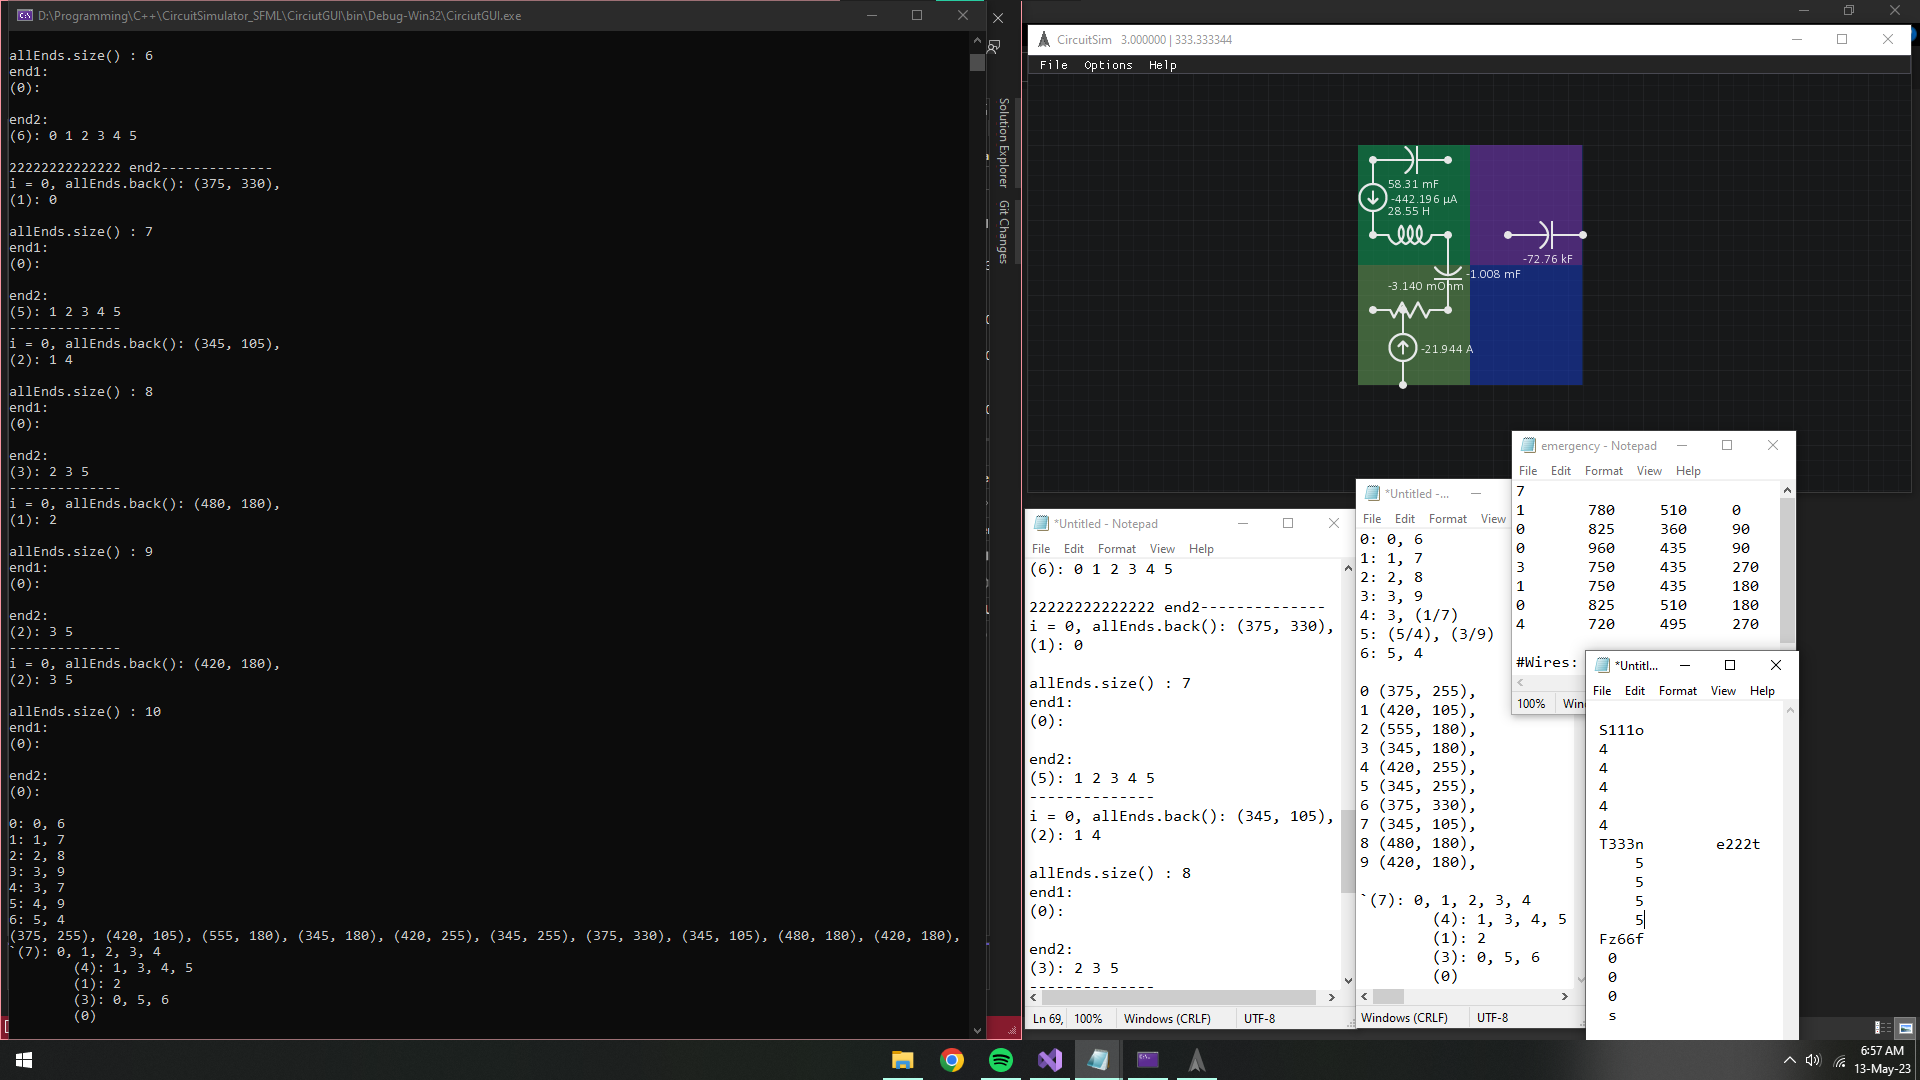 D:\Programming\C++\CircuitSimulator_SFML\CirciutGUI\bin\Debug-Win32\CirciutGUI.exe
allEnds.size() : 6
end1:
(0):
end2:
(6): 0 1 2 3 4 5
22222222222222 end2--------------
i = 0, allEnds.back(): (375, 330),
(1): 0
allEnds.size() : 7
end1:
(0):
end2:
(5): 1 2 3 4 5
--------------
i = 0, allEnds.back(): (345, 105),
(2): 1 4
allEnds.size() : 8
end1:
(0):
end2:
(3): 2 3 5
--------------
i = 0, allEnds.back(): (480, 180),
(1): 2
allEnds.size() : 9
end1:
(0):
end2:
(2): 3 5
--------------
i = 0, allEnds.back(): (420, 180),
(2): 3 5
allEnds.size() : 10
end1:
(0):
end2:
(0):
0: 0, 6
1: 1, 7
2: 2, 8
3: 3, 9
4: 3, 7
5: 4, 9
6: 5, 4
(375, 255), (420, 105), (555, 180), (345, 180), (420, 255), (345, 255), (375, 330), (345, 105), (480, 180), (420, 180),
`(7): 0, 1, 2, 3, 4
(4): 1, 3, 4, 5
(1): 2
(3): 0, 5, 6
(0)
Solution Explorer
Git Changes
CircuitSim 3.000000 | 333.333344
File Options Help
58.31 mF
-442.196 µA
28.55 H
-72.76 kF
-1.008 mF
-3.140 mOhm
-21.944 A
*Untitled - Notepad
File Edit Format View Help
(6): 0 1 2 3 4 5
22222222222222 end2--------------
i = 0, allEnds.back(): (375, 330),
(1): 0
allEnds.size() : 7
end1:
(0):
end2:
(5): 1 2 3 4 5
--------------
i = 0, allEnds.back(): (345, 105),
(2): 1 4
allEnds.size() : 8
end1:
(0):
end2:
(3): 2 3 5
--------------
Ln 69, 100% Windows (CRLF) UTF-8
*Untitled -...
File Edit Format View
0: 0, 6
1: 1, 7
2: 2, 8
3: 3, 9
4: 3, (1/7)
5: (5/4), (3/9)
6: 5, 4
0 (375, 255),
1 (420, 105),
2 (555, 180),
3 (345, 180),
4 (420, 255),
5 (345, 255),
6 (375, 330),
7 (345, 105),
8 (480, 180),
9 (420, 180),
`(7): 0, 1, 2, 3, 4
(4): 1, 3, 4, 5
(1): 2
(3): 0, 5, 6
(0)
Windows (CRLF) UTF-8
emergency - Notepad
File Edit Format View Help
7
1 780 510 0
0 825 360 90
0 960 435 90
3 750 435 270
1 750 435 180
0 825 510 180
4 720 495 270
#Wires:
100% Win
*Untitl...
File Edit Format View Help
S111o
4
4
4
4
4
T333n e222t
5
5
5
5
Fz66f
0
0
0
s
6:57 AM
13-May-23